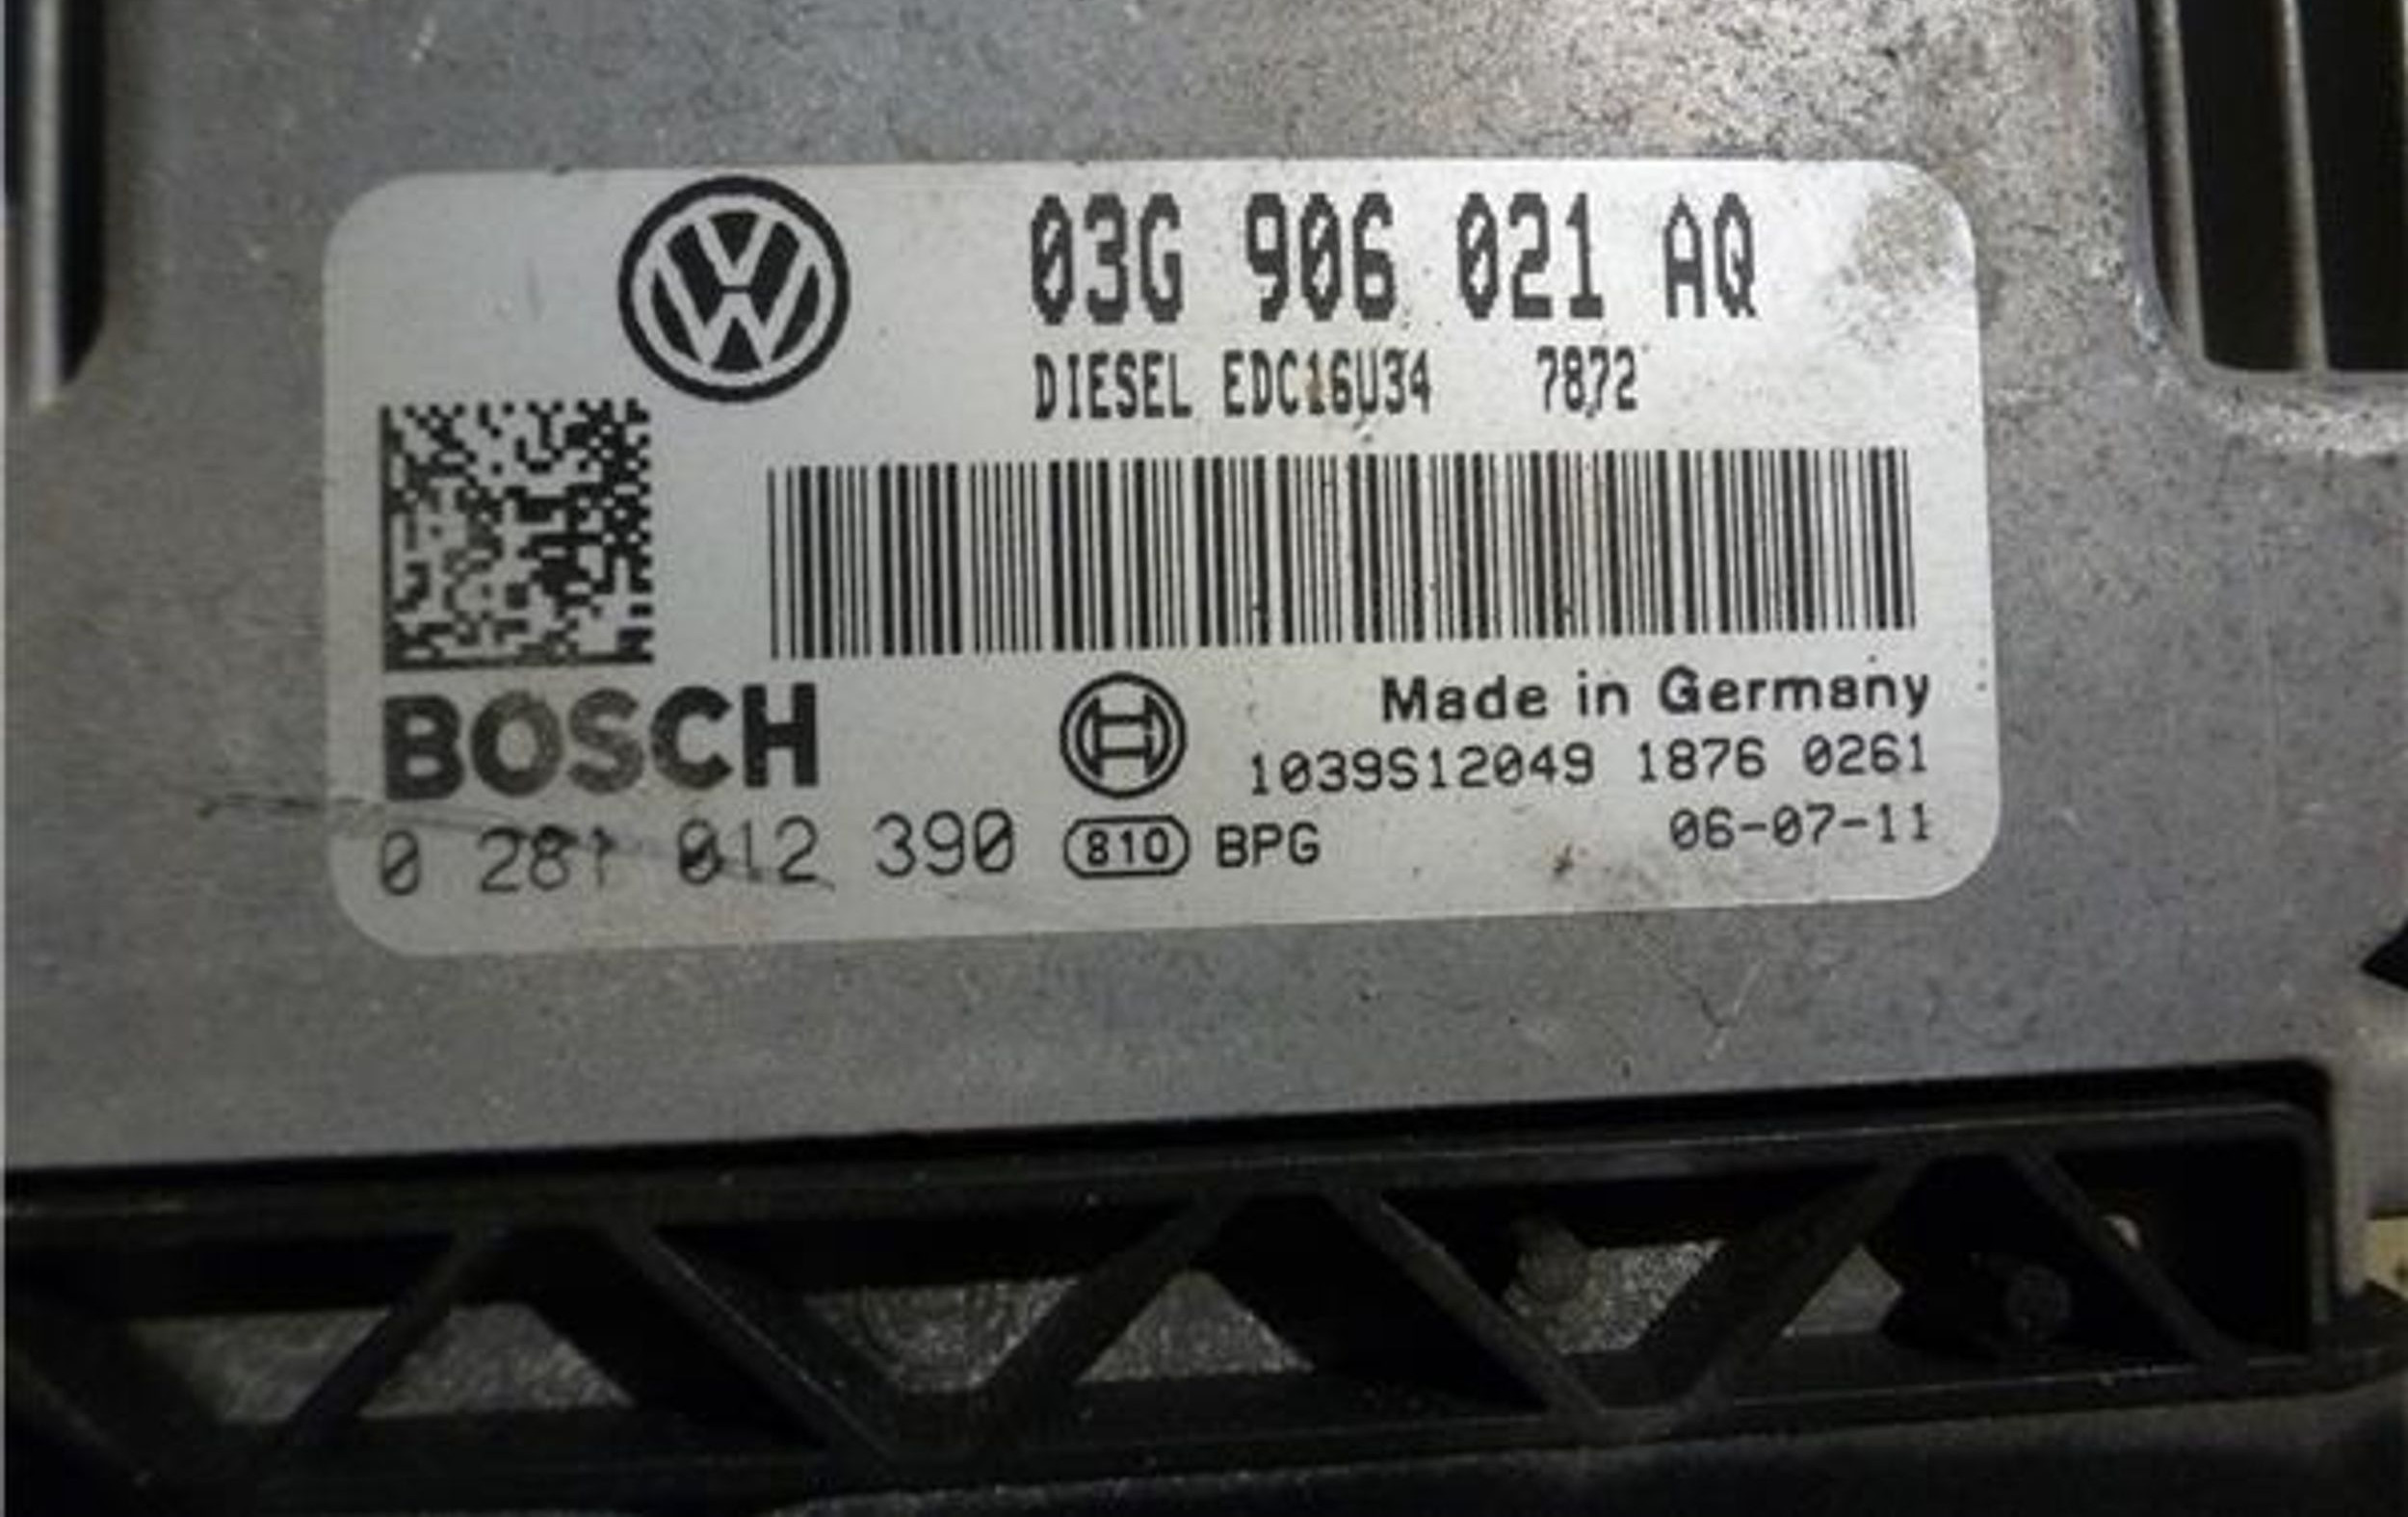 03G 906 021 AQ
DIESEL EDC16U34 7872
BOSCH
Made in Germany
1039S12049 1876 0261
0 281 012 390 810 BPG 06-07-11